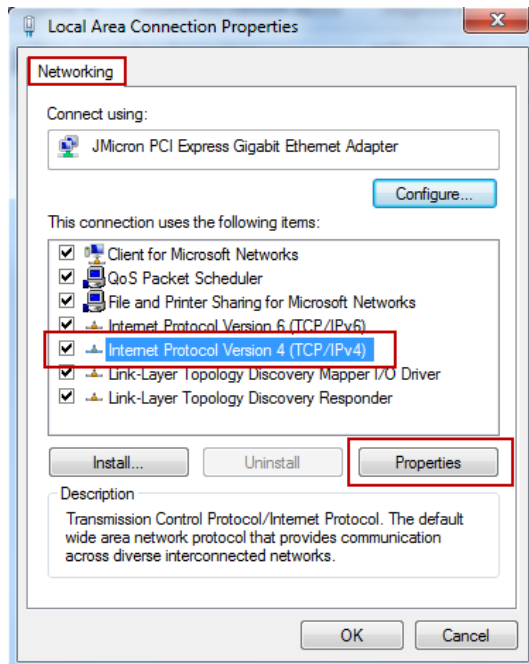 Local Area Connection Properties
Networking
Connect using:
JMicron PCI Express Gigabit Ethernet Adapter
Configure...
This connection uses the following items:
Client for Microsoft Networks
QoS Packet Scheduler
File and Printer Sharing for Microsoft Networks
Internet Protocol Version 6 (TCP/IPv6)
Internet Protocol Version 4 (TCP/IPv4)
Link-Layer Topology Discovery Mapper I/O Driver
Link-Layer Topology Discovery Responder
Install... Uninstall Properties
Description
Transmission Control Protocol/Internet Protocol. The default
wide area network protocol that provides communication
across diverse interconnected networks.
OK Cancel